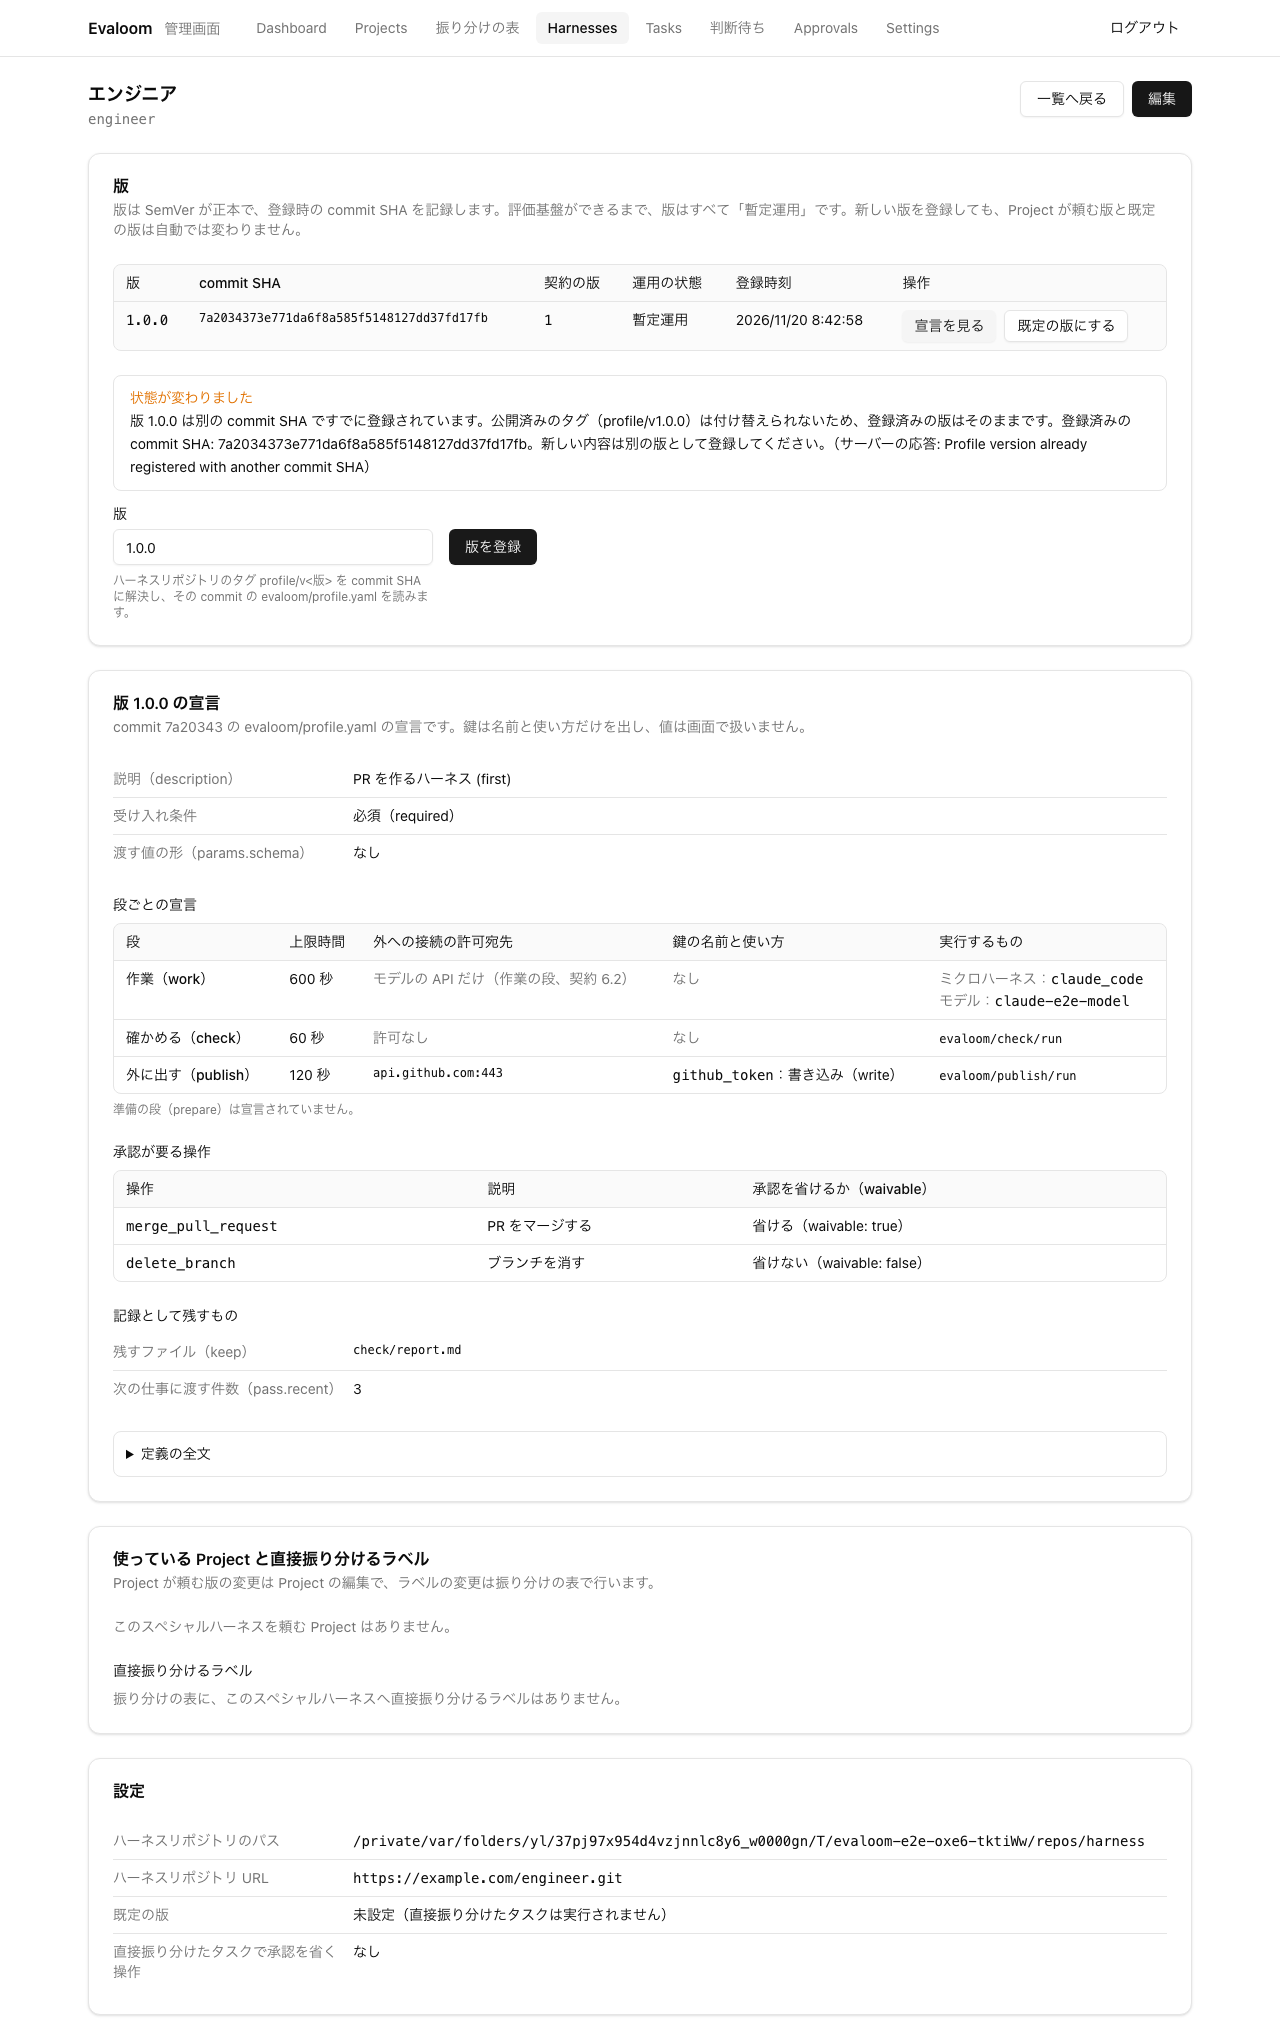 Evaloom 管理画面 Dashboard Projects 振り分けの表 Harnesses Tasks 判断待ち Approvals Settings ログアウト
エンジニア
engineer
一覧へ戻る 編集
版
版は SemVer が正本で、登録時の commit SHA を記録します。評価基盤ができるまで、版はすべて「暫定運用」です。新しい版を登録しても、Project が頼む版と既定
の版は自動では変わりません。
版 commit SHA 契約の版 運用の状態 登録時刻 操作
1.0.0 7a2034373e771da6f8a585f5148127dd37fd17fb 1 暫定運用 2026/11/20 8:42:58 宣言を見る 既定の版にする
状態が変わりました
版 1.0.0 は別の commit SHA ですでに登録されています。公開済みのタグ（profile/v1.0.0）は付け替えられないため、登録済みの版はそのままです。登録済みの
commit SHA: 7a2034373e771da6f8a585f5148127dd37fd17fb。新しい内容は別の版として登録してください。（サーバーの応答: Profile version already
registered with another commit SHA）
版
1.0.0 版を登録
ハーネスリポジトリのタグ profile/v<版> を commit SHA
に解決し、その commit の evaloom/profile.yaml を読みま
す。
版 1.0.0 の宣言
commit 7a20343 の evaloom/profile.yaml の宣言です。鍵は名前と使い方だけを出し、値は画面で扱いません。
説明（description） PR を作るハーネス (first)
受け入れ条件 必須（required）
渡す値の形（params.schema） なし
段ごとの宣言
段 上限時間 外への接続の許可宛先 鍵の名前と使い方 実行するもの
作業（work） 600 秒 モデルの API だけ（作業の段、契約 6.2） なし ミクロハーネス：claude_code
モデル：claude-e2e-model
確かめる（check） 60 秒 許可なし なし evaloom/check/run
外に出す（publish） 120 秒 api.github.com:443 github_token：書き込み（write） evaloom/publish/run
準備の段（prepare）は宣言されていません。
承認が要る操作
操作 説明 承認を省けるか（waivable）
merge_pull_request PR をマージする 省ける（waivable: true）
delete_branch ブランチを消す 省けない（waivable: false）
記録として残すもの
残すファイル（keep） check/report.md
次の仕事に渡す件数（pass.recent） 3
▶ 定義の全文
使っている Project と直接振り分けるラベル
Project が頼む版の変更は Project の編集で、ラベルの変更は振り分けの表で行います。
このスペシャルハーネスを頼む Project はありません。
直接振り分けるラベル
振り分けの表に、このスペシャルハーネスへ直接振り分けるラベルはありません。
設定
ハーネスリポジトリのパス /private/var/folders/yl/37pj97x954d4vzjnnlc8y6_w0000gn/T/evaloom-e2e-oxe6-tktiWw/repos/harness
ハーネスリポジトリ URL https://example.com/engineer.git
既定の版 未設定（直接振り分けたタスクは実行されません）
直接振り分けたタスクで承認を省く なし
操作